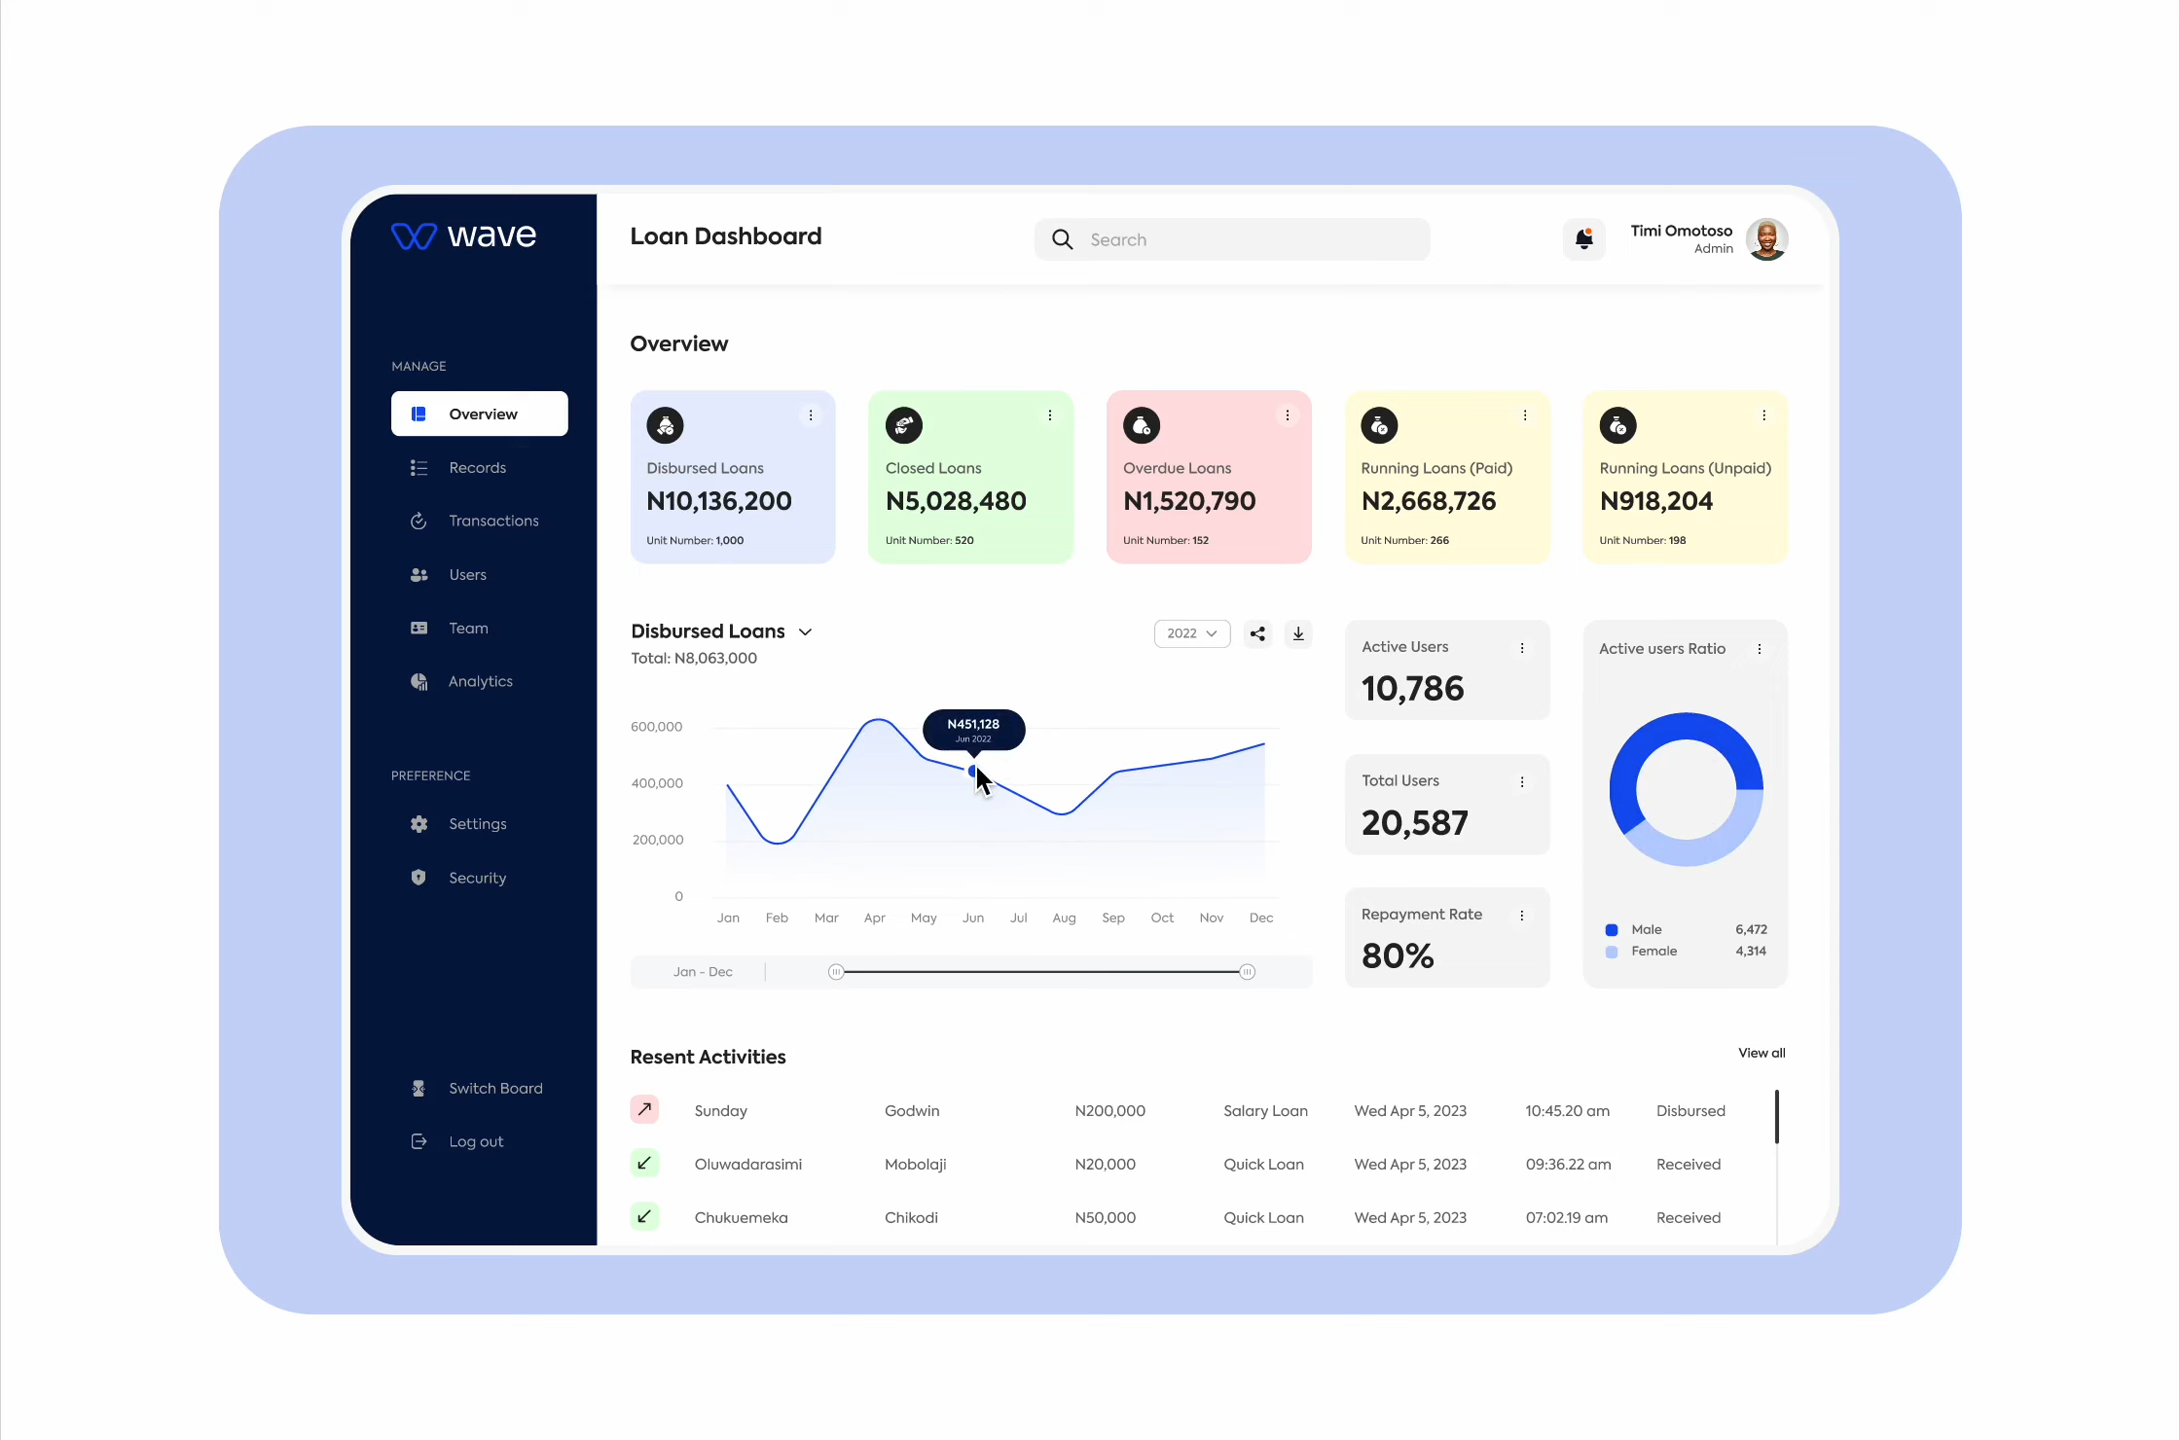 wave
Loan Dashboard
Search
Timi Omotoso
Admin
MANAGE
Overview
Records
Transactions
Users
Team
Analytics
PREFERENCE
Settings
Security
Switch Board
Log out
Overview
Disbursed Loans
N10,136,200
Unit Number: 1,000
Closed Loans
N5,028,480
Unit Number: 520
Overdue Loans
N1,520,790
Unit Number: 152
Running Loans (Paid)
N2,668,726
Unit Number: 266
Running Loans (Unpaid)
N918,204
Unit Number: 198
Disbursed Loans
Total: N8,063,000
2022
600,000
400,000
200,000
0
N451,128
Jun 2022
Jan Feb Mar Apr May Jun Jul Aug Sep Oct Nov Dec
Jan - Dec
Active Users
10,786
Total Users
20,587
Repayment Rate
80%
Active users Ratio
Male 6,472
Female 4,314
Resent Activities
View all
Sunday Godwin N200,000 Salary Loan Wed Apr 5, 2023 10:45.20 am Disbursed
Oluwadarasimi Mobolaji N20,000 Quick Loan Wed Apr 5, 2023 09:36.22 am Received
Chukuemeka Chikodi N50,000 Quick Loan Wed Apr 5, 2023 07:02.19 am Received